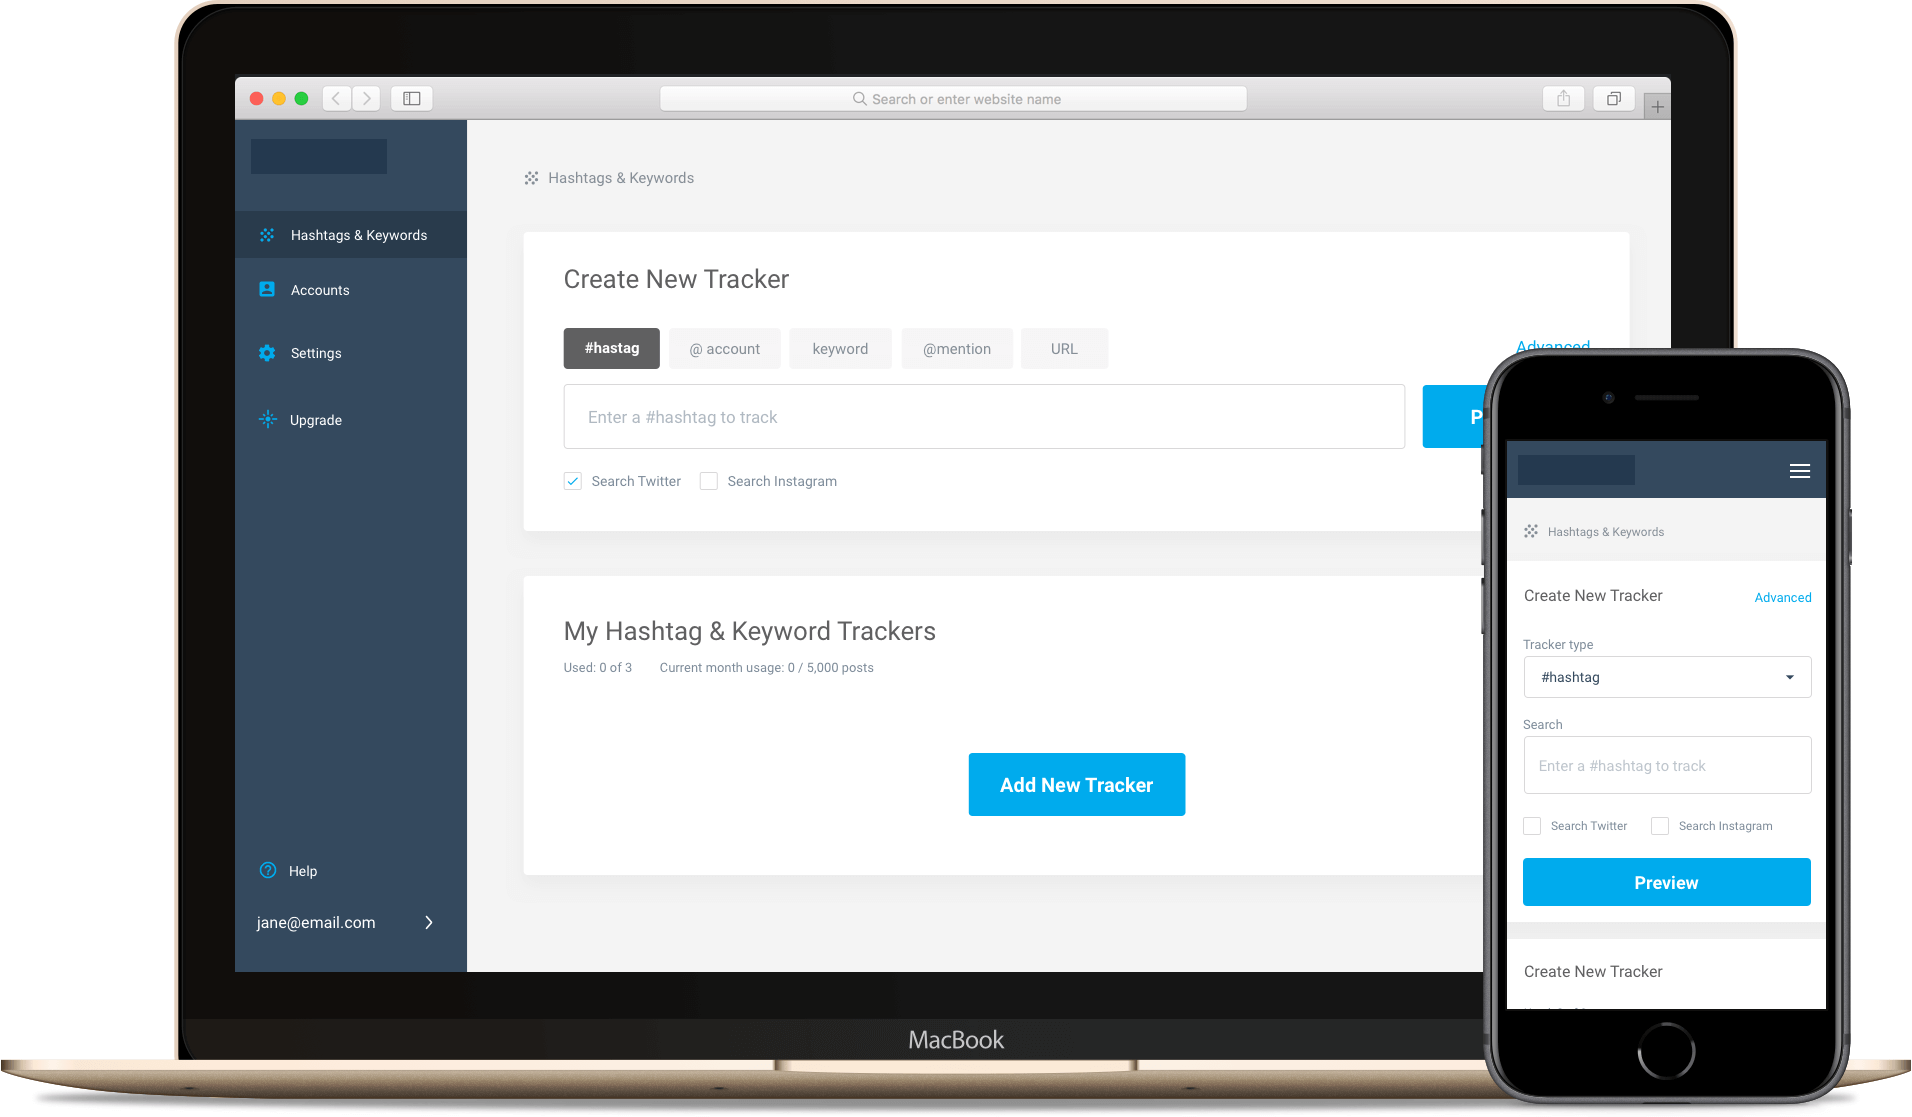 Search or enter website name
Hashtags & Keywords
Accounts
Settings
Upgrade
Help
jane@email.com
Hashtags & Keywords
Create New Tracker
#hastag
@ account
keyword
@mention
URL
Advanced
Enter a #hashtag to track
P
Search Twitter
Search Instagram
My Hashtag & Keyword Trackers
Used: 0 of 3
Current month usage: 0 / 5,000 posts
Add New Tracker
MacBook
Hashtags & Keywords
Create New Tracker
Advanced
Tracker type
#hashtag
Search
Enter a #hashtag to track
Search Twitter
Search Instagram
Preview
Create New Tracker